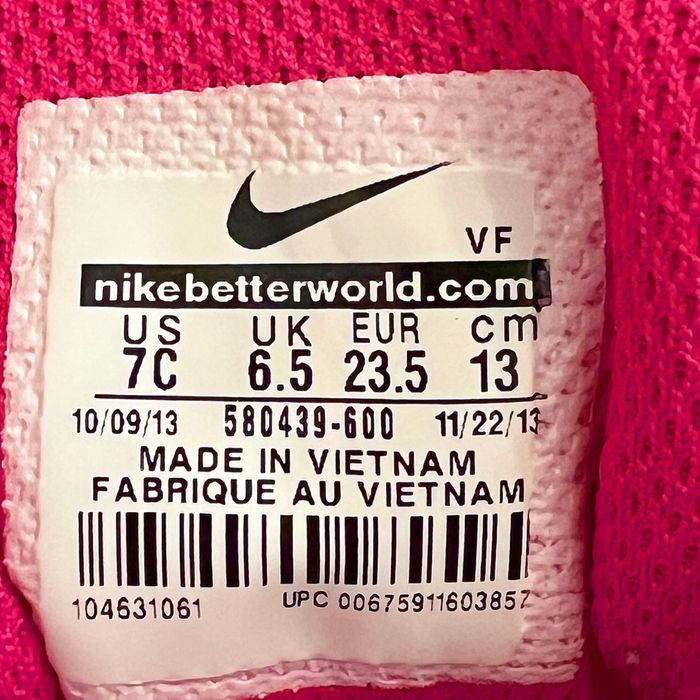 VF
nikebetterworld.com
US UK EUR cm
7C 6.5 23.5 13
10/09/13 580439-600 11/22/13
MADE IN VIETNAM
FABRIQUE AU VIETNAM
104631061 UPC 00675911603857